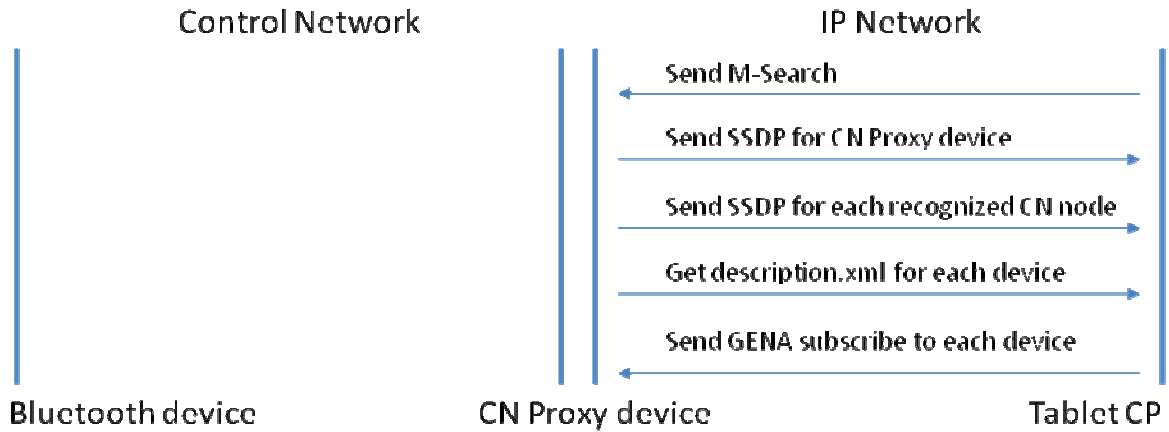 Control Network
IP Network
Send M-Search
Send SSDP for CN Proxy device
Send SSDP for each recognized CN node
Get description.xml for each device
Send GENA subscribe to each device
Bluetooth device
CN Proxy device
Tablet CP